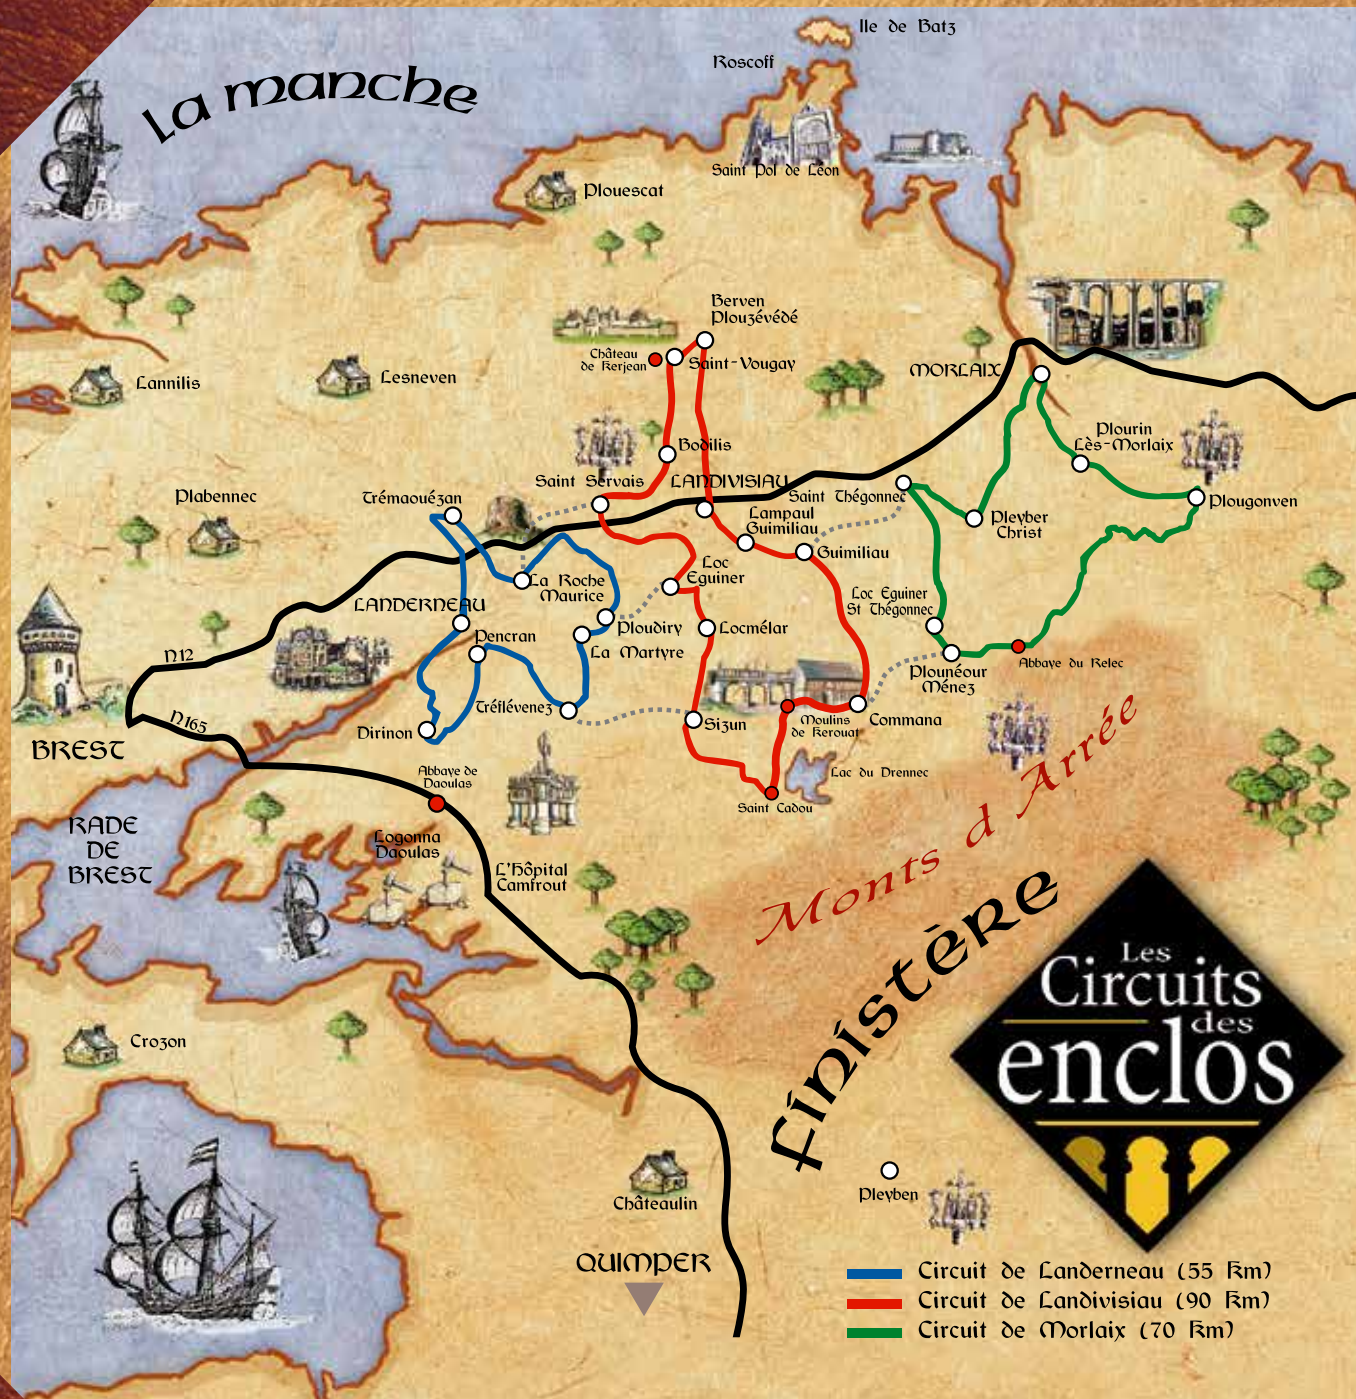 Ile de Batz
Roscoff
La manche
Saint Pol de Léon
Plouescat
Berven
Plouzévédé
Château
de Kerjean
Saint-Vougay
MORLAIX
Lannilis
Lesneven
Bodilis
Plourin
Lès-Morlaix
Saint Servais
LANDIVISIAU
Plabennec
Trémaouézan
Saint Thégonnec
Plougonven
Lampaul
Guimiliau
Pleyber
Christ
Guimiliau
Loc
Eguiner
La Roche
Maurice
LANDERNEAU
Loc Eguiner
St Thégonnec
Pencran
Ploudiry
Locmélar
La Martyre
N12
Abbaye du Relec
Plounéour
Ménez
Tréflévenez
Dirinon
Sizun
Moulins
de Kerouat
Commana
N165
BREST
Abbaye de
Daoulas
Lac du Drennec
Saint Cadou
Monts d Arrée
RADE
DE
BREST
Logonna
Daoulas
L'Hôpital
Camfrout
finistère
Les
Circuits
des
enclos
Crozon
Châteaulin
Pleyben
QUIMPER
Circuit de Landerneau (55 Km)
Circuit de Landivisiau (90 Km)
Circuit de Morlaix (70 Km)